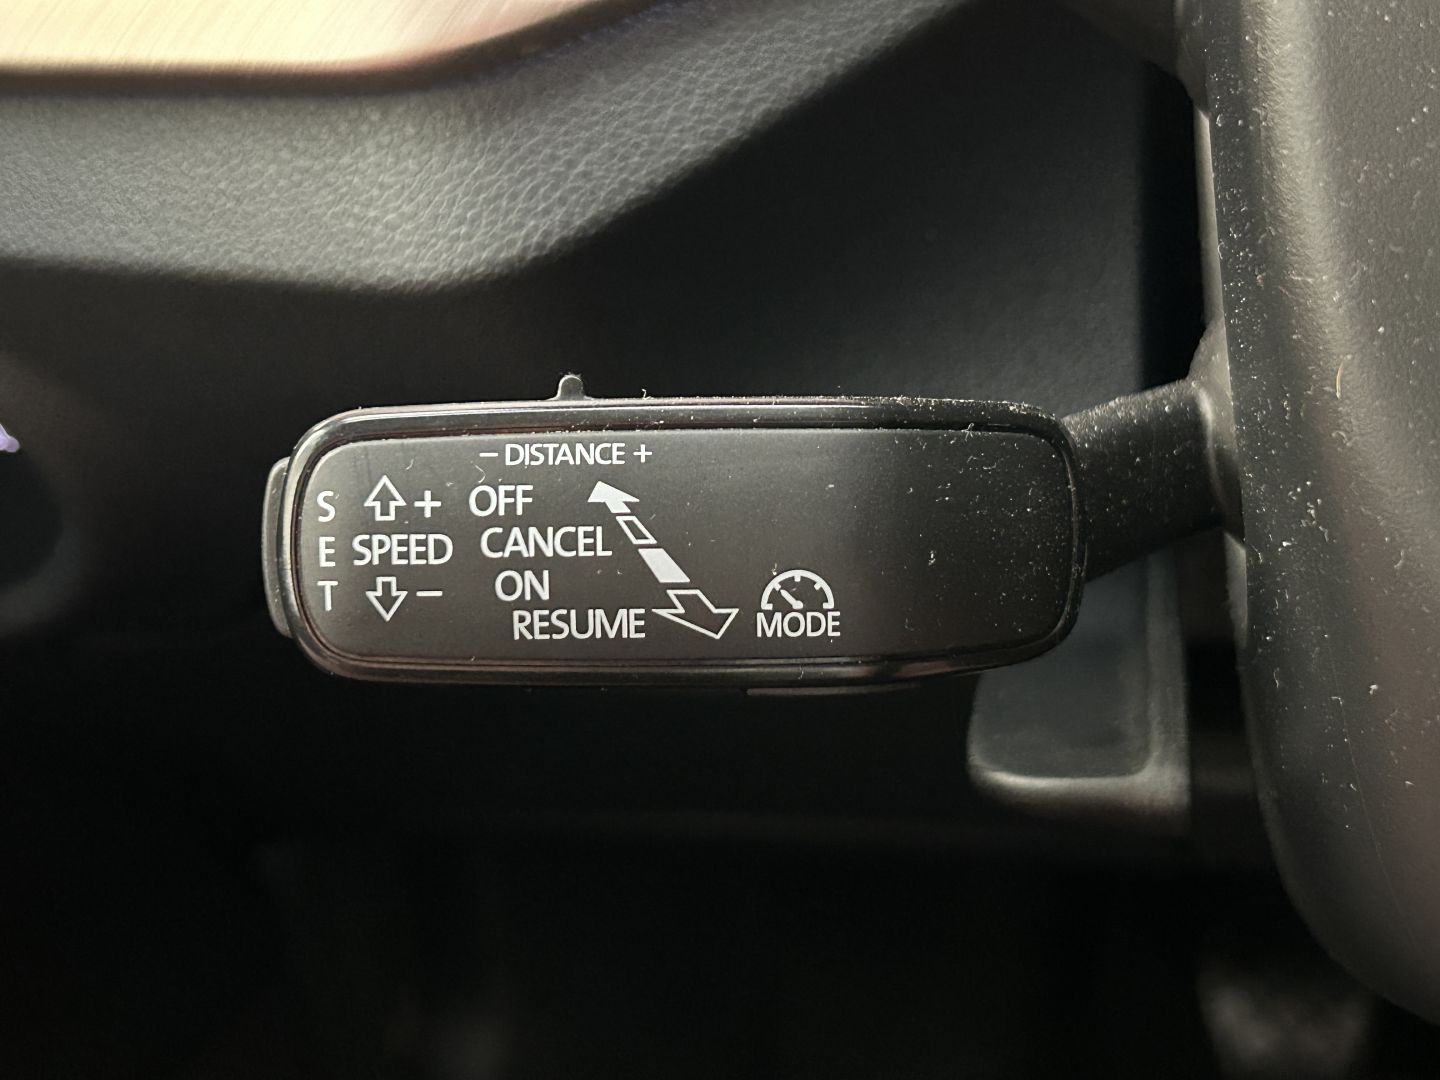 − DISTANCE +
S + OFF
E SPEED CANCEL
T − ON
RESUME MODE